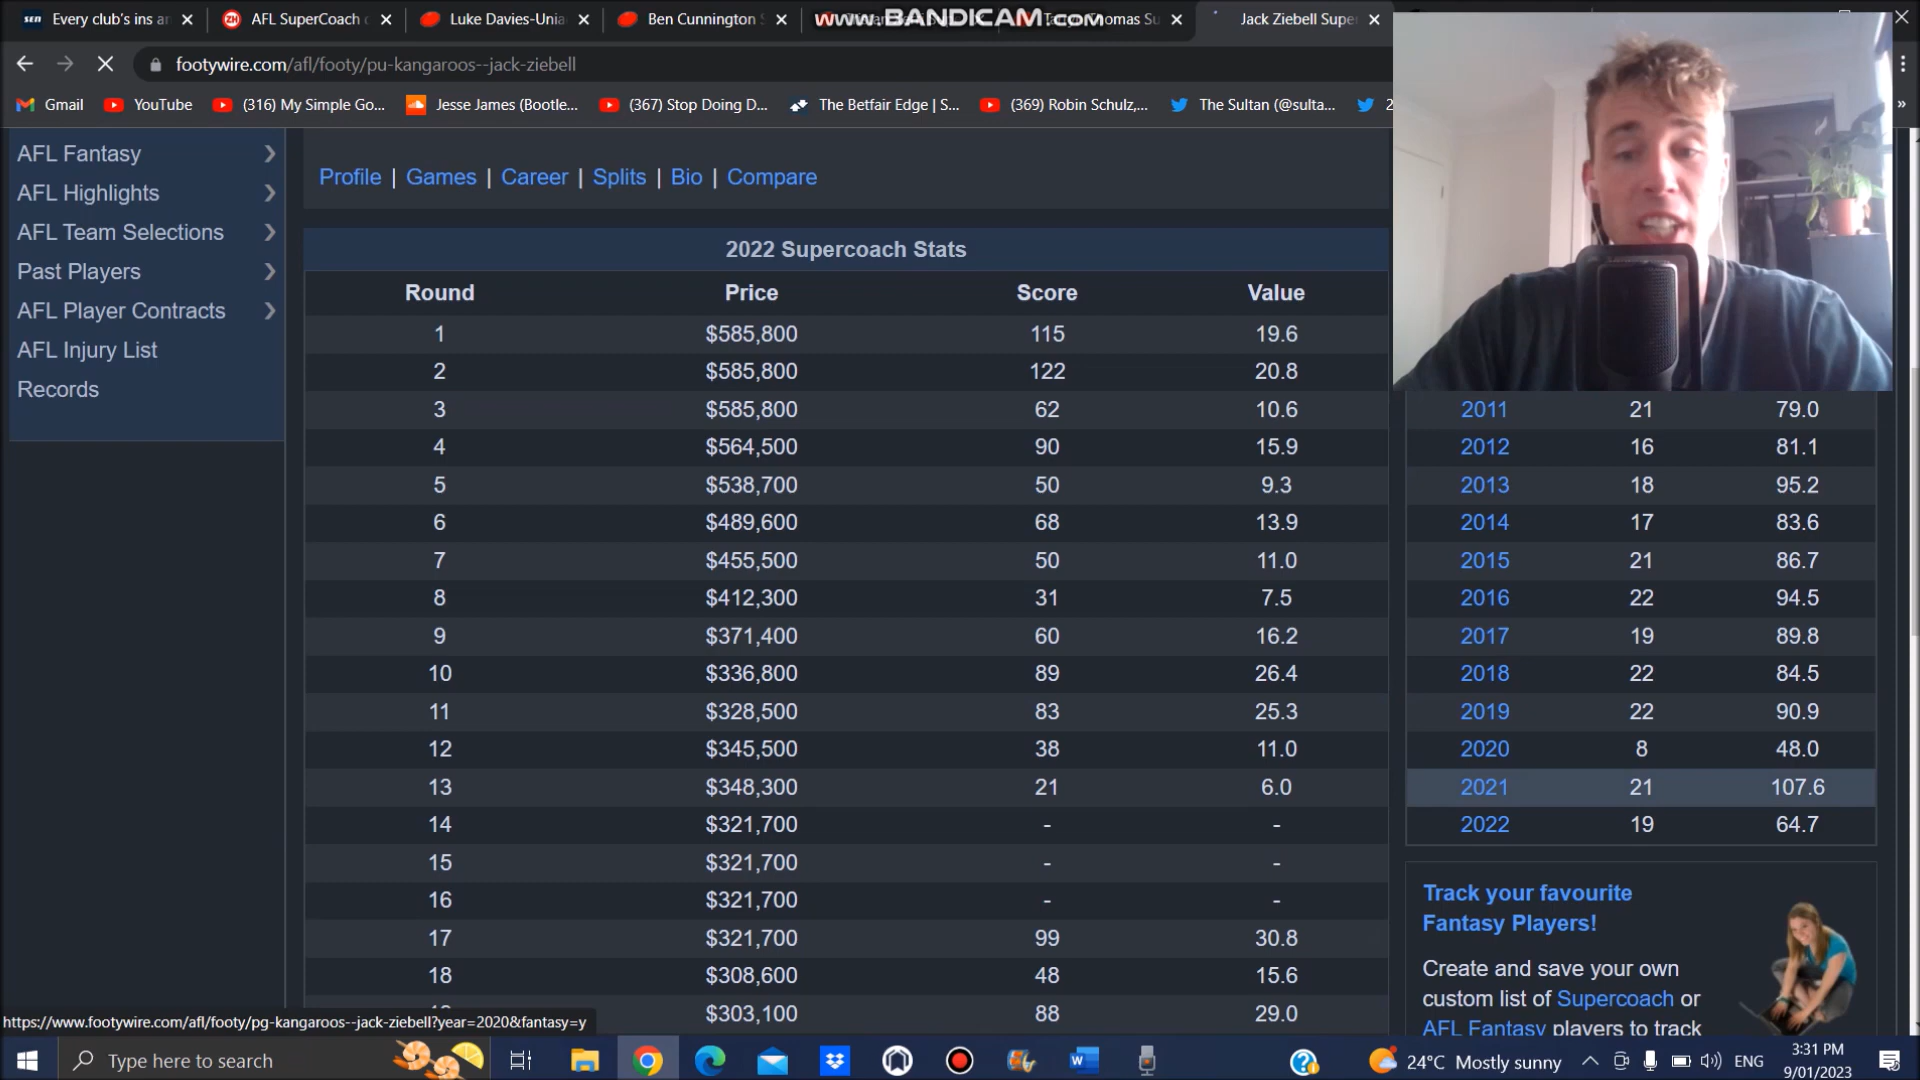 Every club's ins a
AFL SuperCoach
Luke Davies-Unia
Ben Cunnington
www.BANDICAM.com
Thomas Su
Jack Ziebell Supe
footywire.com/afl/footy/pu-kangaroos--jack-ziebell
Gmail
YouTube
(316) My Simple Go...
Jesse James (Bootle...
(367) Stop Doing D...
The Betfair Edge | S...
(369) Robin Schulz,...
The Sultan (@sulta...
2
»
AFL Fantasy
AFL Highlights
AFL Team Selections
Past Players
AFL Player Contracts
AFL Injury List
Records
Profile | Games | Career | Splits | Bio | Compare
2022 Supercoach Stats
Round Price Score Value
1 $585,800 115 19.6
2 $585,800 122 20.8
3 $585,800 62 10.6
4 $564,500 90 15.9
5 $538,700 50 9.3
6 $489,600 68 13.9
7 $455,500 50 11.0
8 $412,300 31 7.5
9 $371,400 60 16.2
10 $336,800 89 26.4
11 $328,500 83 25.3
12 $345,500 38 11.0
13 $348,300 21 6.0
14 $321,700 - -
15 $321,700 - -
16 $321,700 - -
17 $321,700 99 30.8
18 $308,600 48 15.6
$303,100 88 29.0
2011 21 79.0
2012 16 81.1
2013 18 95.2
2014 17 83.6
2015 21 86.7
2016 22 94.5
2017 19 89.8
2018 22 84.5
2019 22 90.9
2020 8 48.0
2021 21 107.6
2022 19 64.7
Track your favourite
Fantasy Players!
Create and save your own
custom list of Supercoach or
AFL Fantasy players to track
https://www.footywire.com/afl/footy/pg-kangaroos--jack-ziebell?year=2020&fantasy=y
Type here to search
24°C Mostly sunny
ENG
3:31 PM
9/01/2023